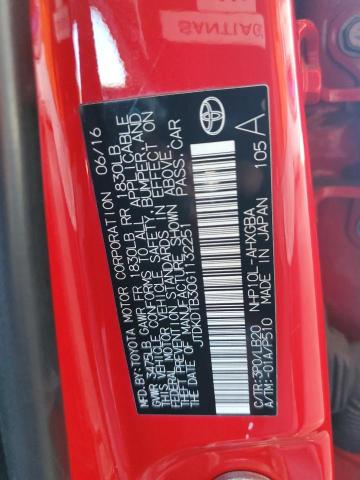 MFD.BY:TOYOTA MOTOR CORPORATION 06/16
GVWR 3475LB GAWR FR 1830LB RR 1830LB
THIS VEHICLE CONFORMS TO ALL APPLICABLE
FEDERAL MOTOR VEHICLE SAFETY, BUMPER, AND
THEFT PREVENTION STANDARDS IN EFFECT ON
THE DATE OF MANUFACTURE SHOWN ABOVE.
PASS.CAR
C/TR:3P0/LB20
A/TM:-01A/P510
NHP10L-AHXGBA
MADE IN JAPAN
105 A
TOYOTA